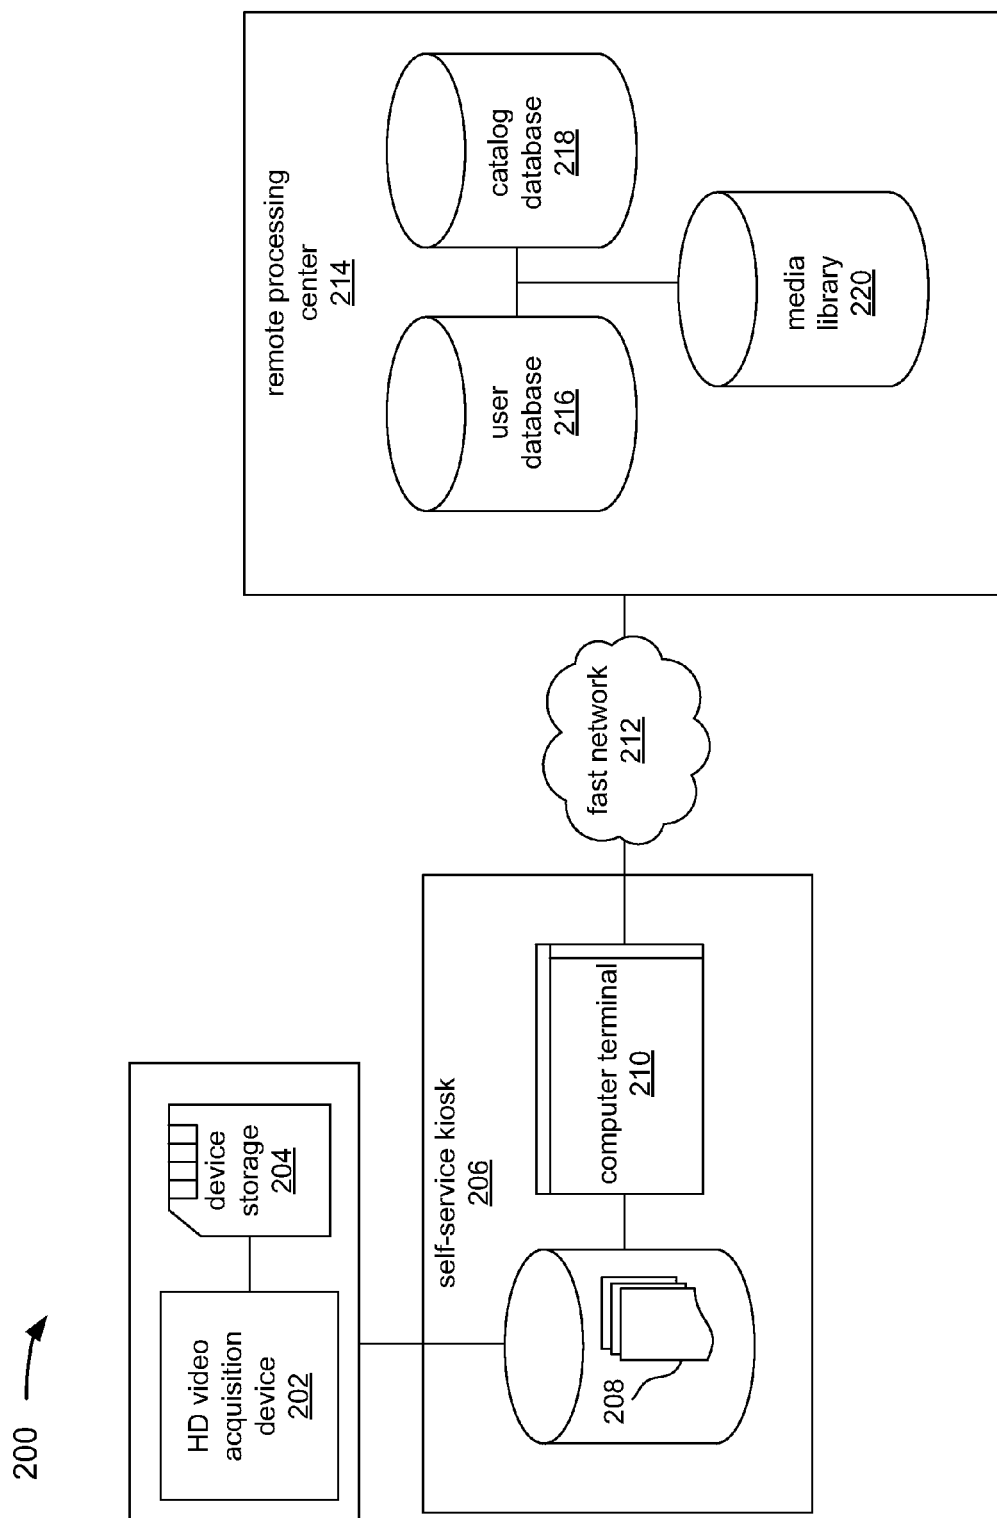 200
HD video
acquisition
device
202
device
storage
204
self-service kiosk
206
208
computer terminal
210
fast network
212
remote processing
center
214
user
database
216
catalog
database
218
media
library
220